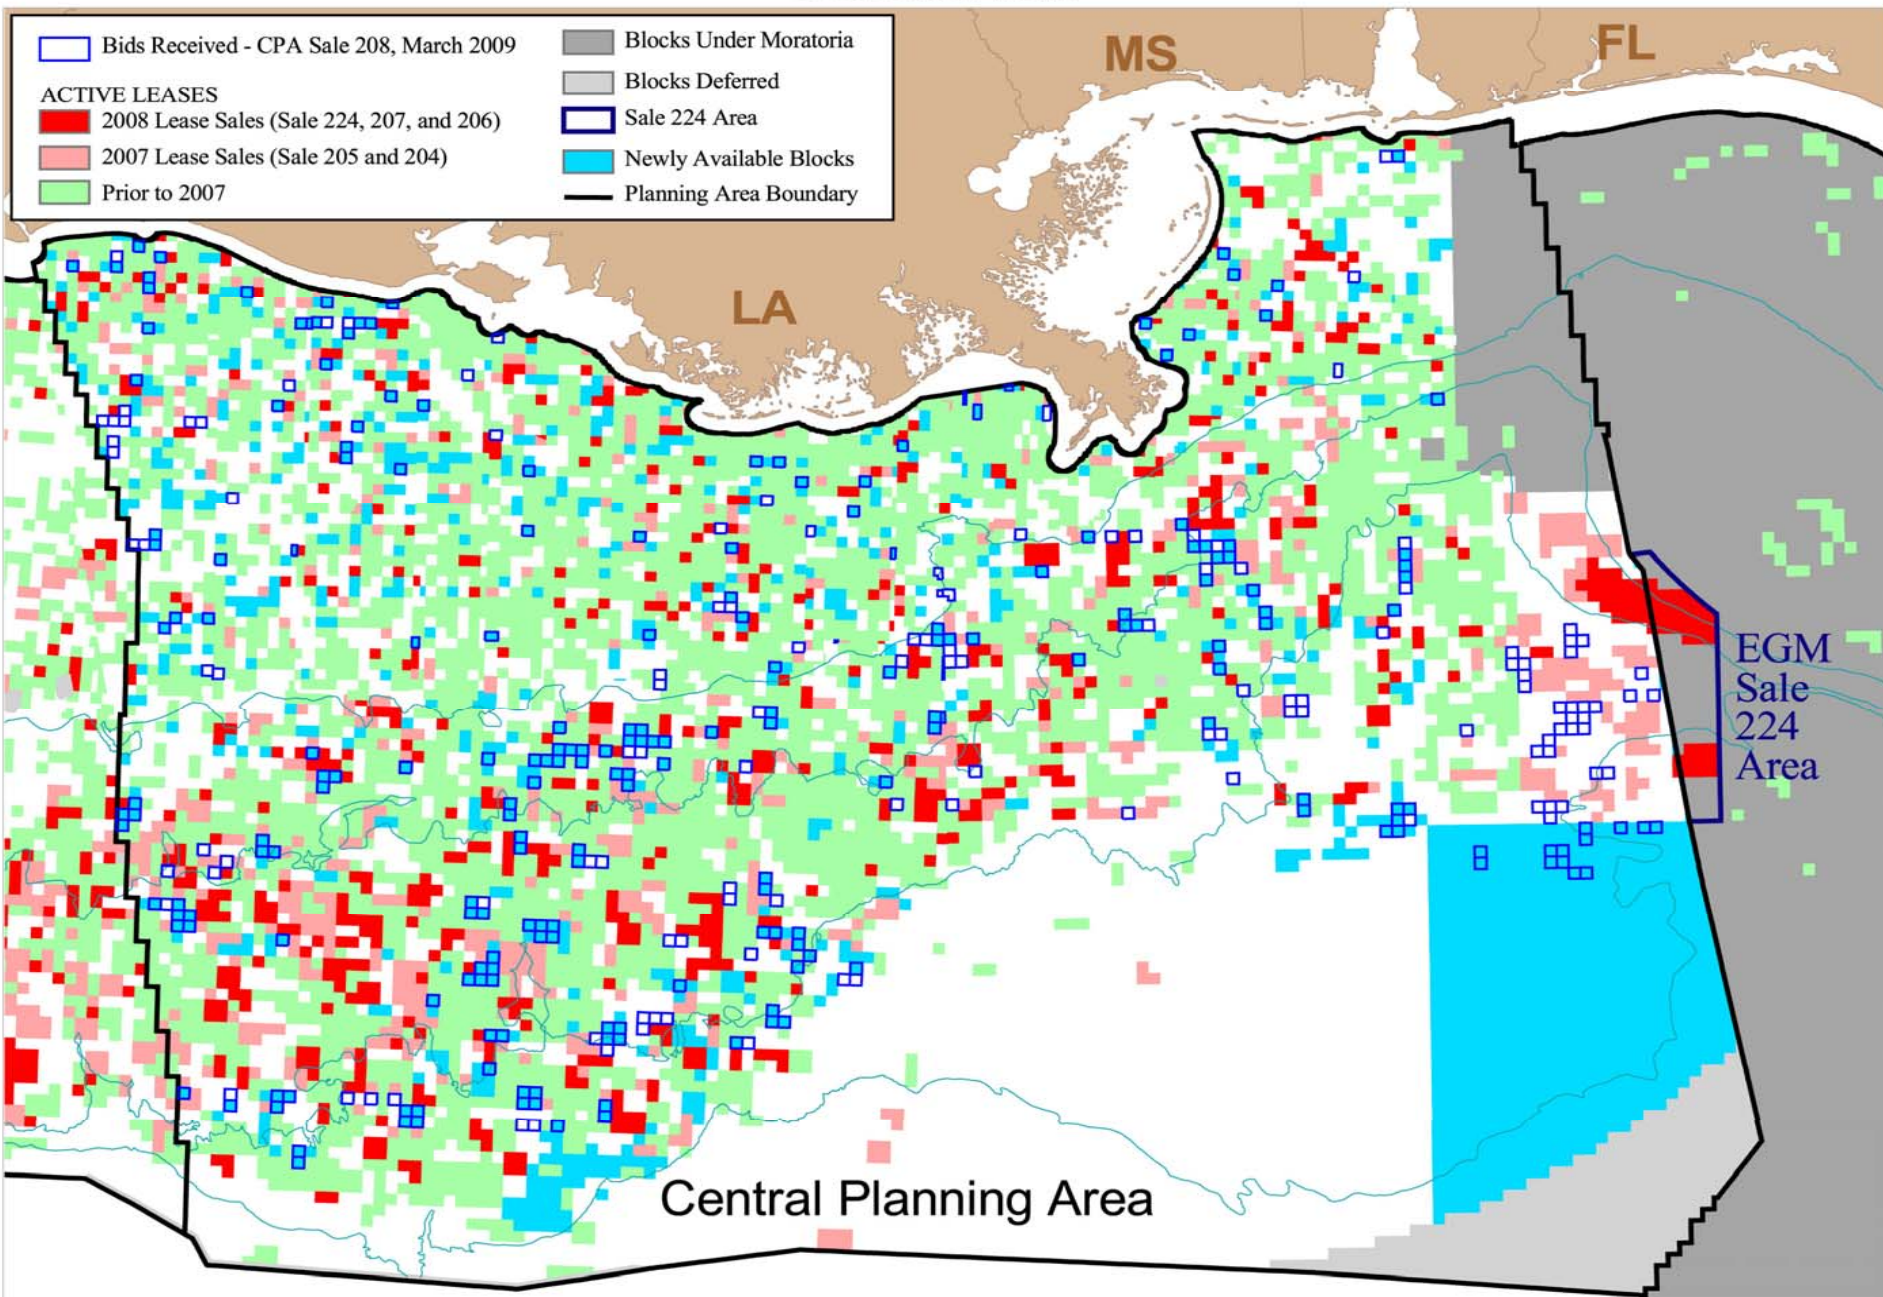 Bids Received - CPA Sale 208, March 2009
ACTIVE LEASES
2008 Lease Sales (Sale 224, 207, and 206)
2007 Lease Sales (Sale 205 and 204)
Prior to 2007
Blocks Under Moratoria
Blocks Deferred
Sale 224 Area
Newly Available Blocks
Planning Area Boundary
MS
FL
LA
EGM
Sale
224
Area
Central Planning Area